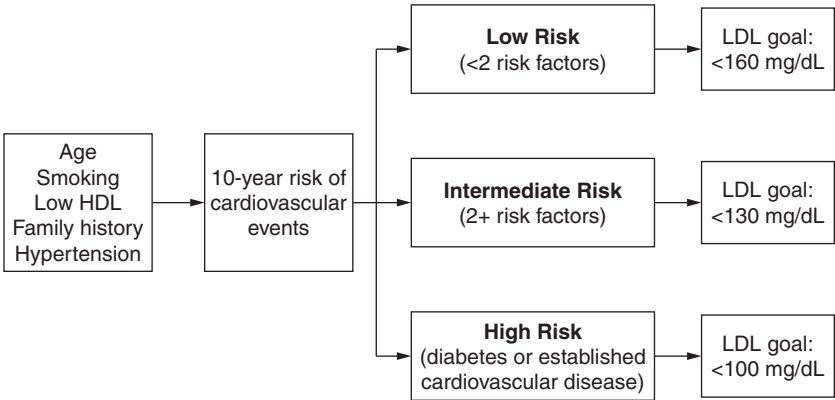 Age
Smoking
Low HDL
Family history
Hypertension
10-year risk of
cardiovascular
events
Low Risk
(<2 risk factors)
LDL goal:
<160 mg/dL
Intermediate Risk
(2+ risk factors)
LDL goal:
<130 mg/dL
High Risk
(diabetes or established
cardiovascular disease)
LDL goal:
<100 mg/dL